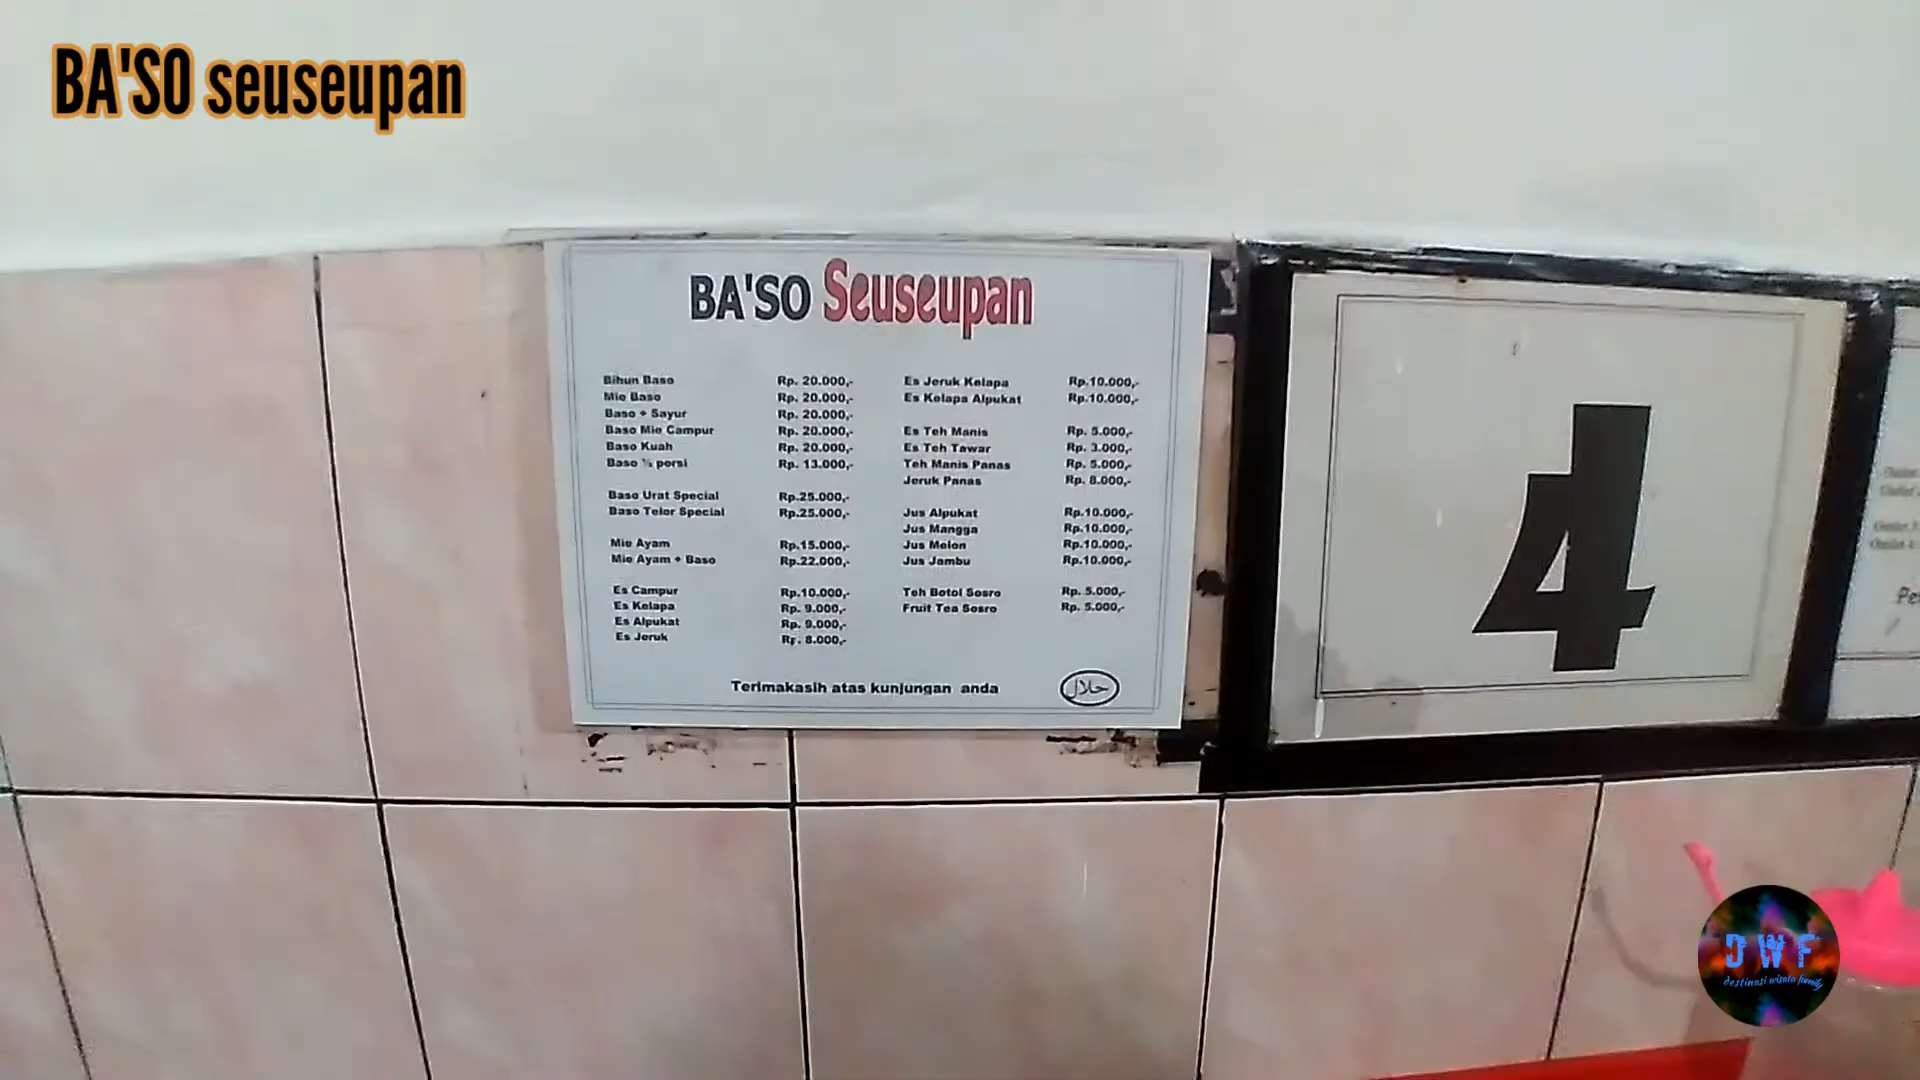 BA'SO seuseupan
BA'SO Seuseupan
Bihun Baso Rp. 20.000,-
Mie Baso Rp. 20.000,-
Baso + Sayur Rp. 20.000,-
Baso Mie Campur Rp. 20.000,-
Baso Kuah Rp. 20.000,-
Baso ½ porsi Rp. 13.000,-
Baso Urat Special Rp.25.000,-
Baso Telor Special Rp.25.000,-
Mie Ayam Rp.15.000,-
Mie Ayam + Baso Rp.22.000,-
Es Campur Rp.10.000,-
Es Kelapa Rp. 9.000,-
Es Alpukat Rp. 9.000,-
Es Jeruk Rp. 8.000,-
Es Jeruk Kelapa Rp.10.000,-
Es Kelapa Alpukat Rp.10.000,-
Es Teh Manis Rp. 5.000,-
Es Teh Tawar Rp. 3.000,-
Teh Manis Panas Rp. 5.000,-
Jeruk Panas Rp. 8.000,-
Jus Alpukat Rp.10.000,-
Jus Mangga Rp.10.000,-
Jus Melon Rp.10.000,-
Jus Jambu Rp.10.000,-
Teh Botol Sosro Rp. 5.000,-
Fruit Tea Sosro Rp. 5.000,-
Terimakasih atas kunjungan anda
حلال
4
DWF
destinasi wisata family